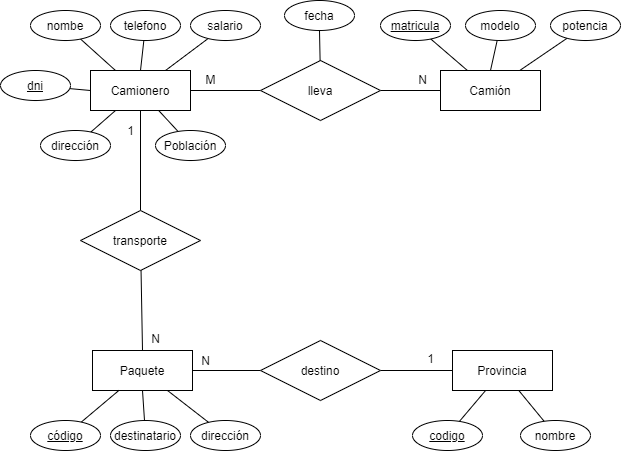 fecha
nombe
telefono
salario
matricula
modelo
potencia
dni
Camionero
M
lleva
N
Camión
1
dirección
Población
transporte
N
Paquete
N
destino
1
Provincia
código
destinatario
dirección
codigo
nombre